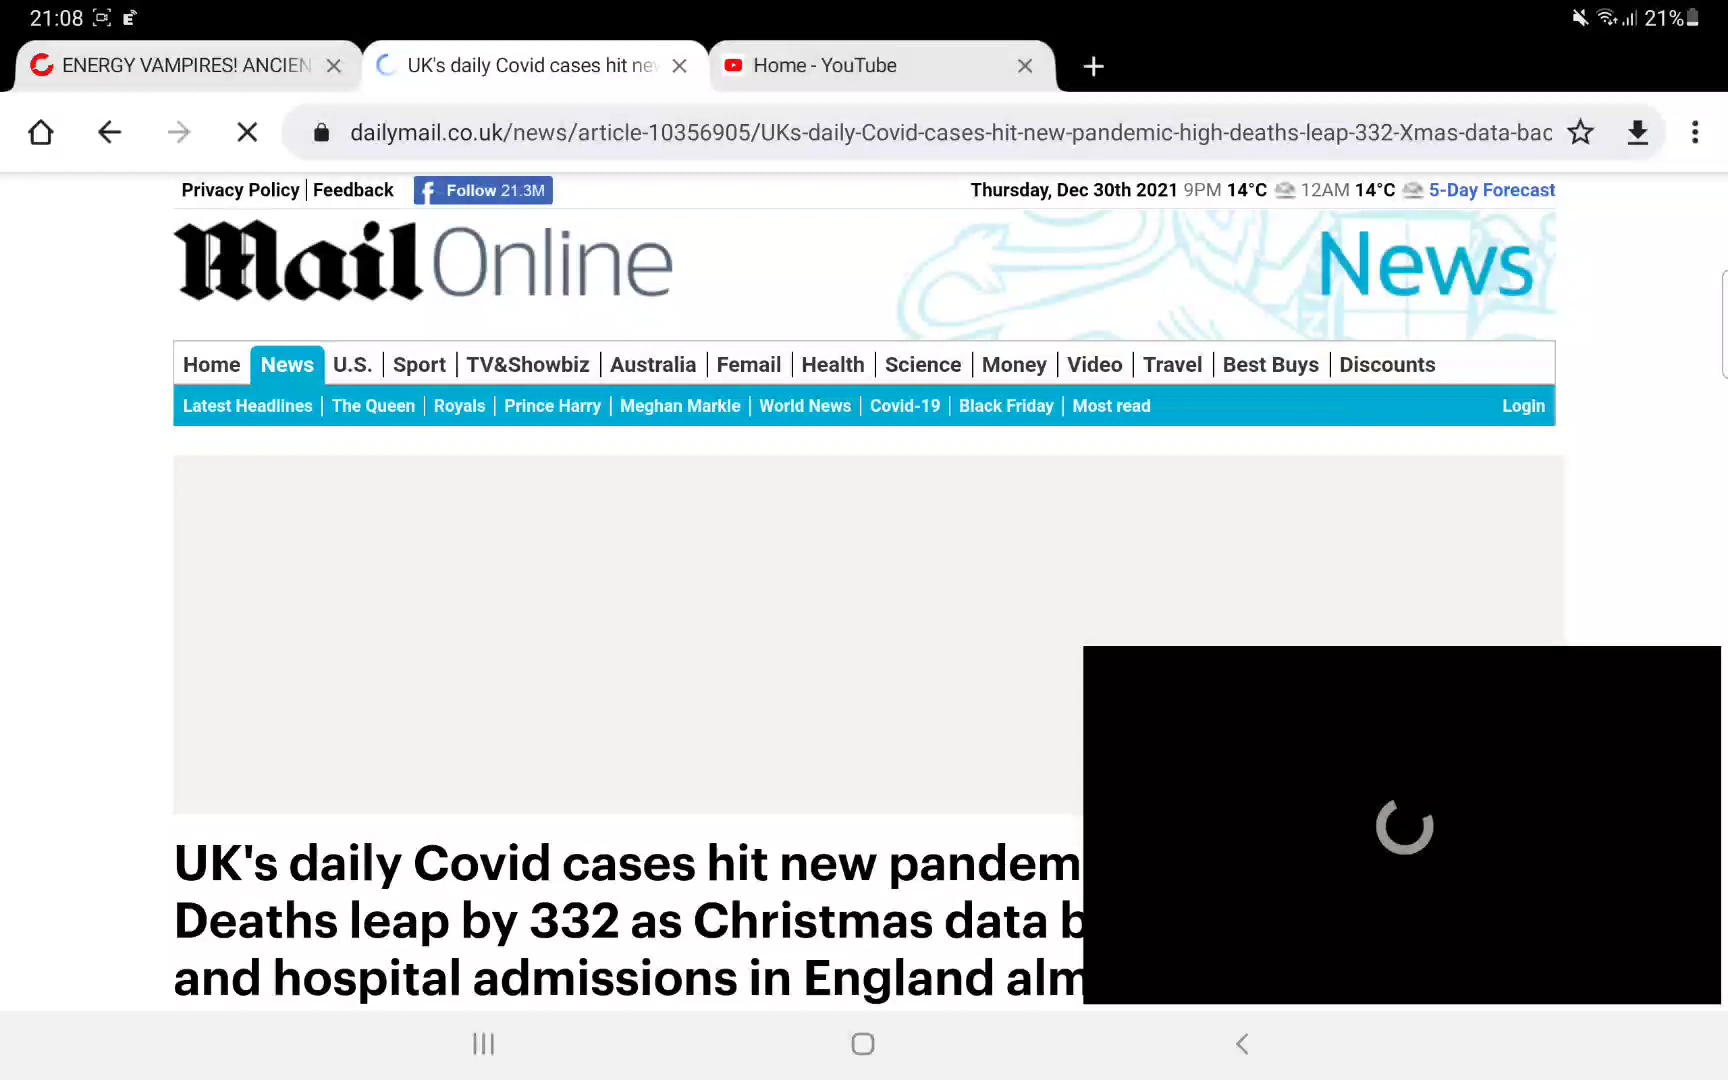 21:08
21%
ENERGY VAMPIRES! ANCIEN
UK's daily Covid cases hit nev
Home - YouTube
dailymail.co.uk/news/article-10356905/UKs-daily-Covid-cases-hit-new-pandemic-high-deaths-leap-332-Xmas-data-bac
Privacy Policy | Feedback
f Follow 21.3M
Thursday, Dec 30th 2021 9PM 14°C 12AM 14°C 5-Day Forecast
Mail Online
News
Home News U.S. | Sport | TV&Showbiz | Australia | Femail | Health | Science | Money | Video | Travel | Best Buys | Discounts
Latest Headlines | The Queen | Royals | Prince Harry | Meghan Markle | World News | Covid-19 | Black Friday | Most read
Login
UK's daily Covid cases hit new pandem
Deaths leap by 332 as Christmas data b
and hospital admissions in England alm